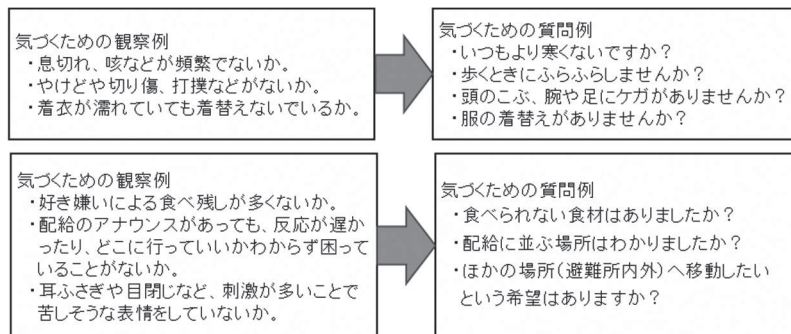 気づくための観察例
・息切れ、咳などが頻繁でないか。
・やけどや切り傷、打撲などがないか。
・着衣が濡れていても着替えないでいるか。
気づくための質問例
・いつもより寒くないですか？
・歩くときにふらふらしませんか？
・頭のこぶ、腕や足にケガがありませんか？
・服の着替えがありませんか？
気づくための観察例
・好き嫌いによる食べ残しが多くないか。
・配給のアナウンスがあっても、反応が遅か
ったり、どこに行っていいかわからず困って
いることがないか。
・耳ふさぎや目閉じなど、刺激が多いことで
苦しそうな表情をしていないか。
気づくための質問例
・食べられない食材はありましたか？
・配給に並ぶ場所はわかりましたか？
・ほかの場所（避難所内外）へ移動したい
という希望はありますか？